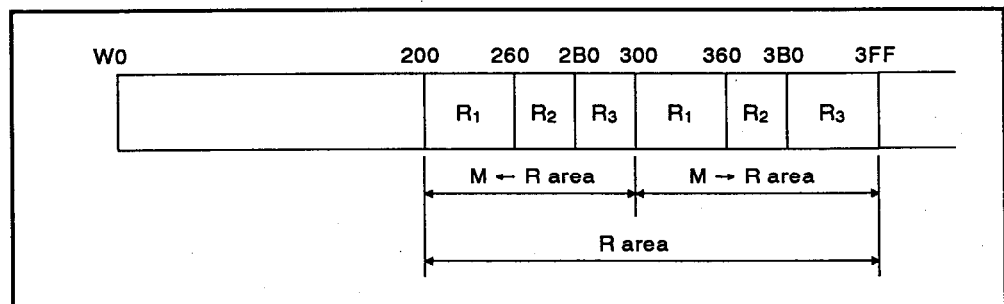 W0 200 260 2B0 300 360 3B0 3FF
R₁ R₂ R₃ R₁ R₂ R₃
M ← R area M → R area
R area